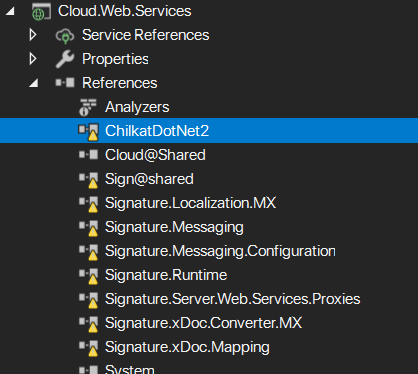 Cloud.Web.Services
Service References
Properties
References
Analyzers
ChilkatDotNet2
Cloud@Shared
Sign@shared
Signature.Localization.MX
Signature.Messaging
Signature.Messaging.Configuration
Signature.Runtime
Signature.Server.Web.Services.Proxies
Signature.xDoc.Converter.MX
Signature.xDoc.Mapping
System